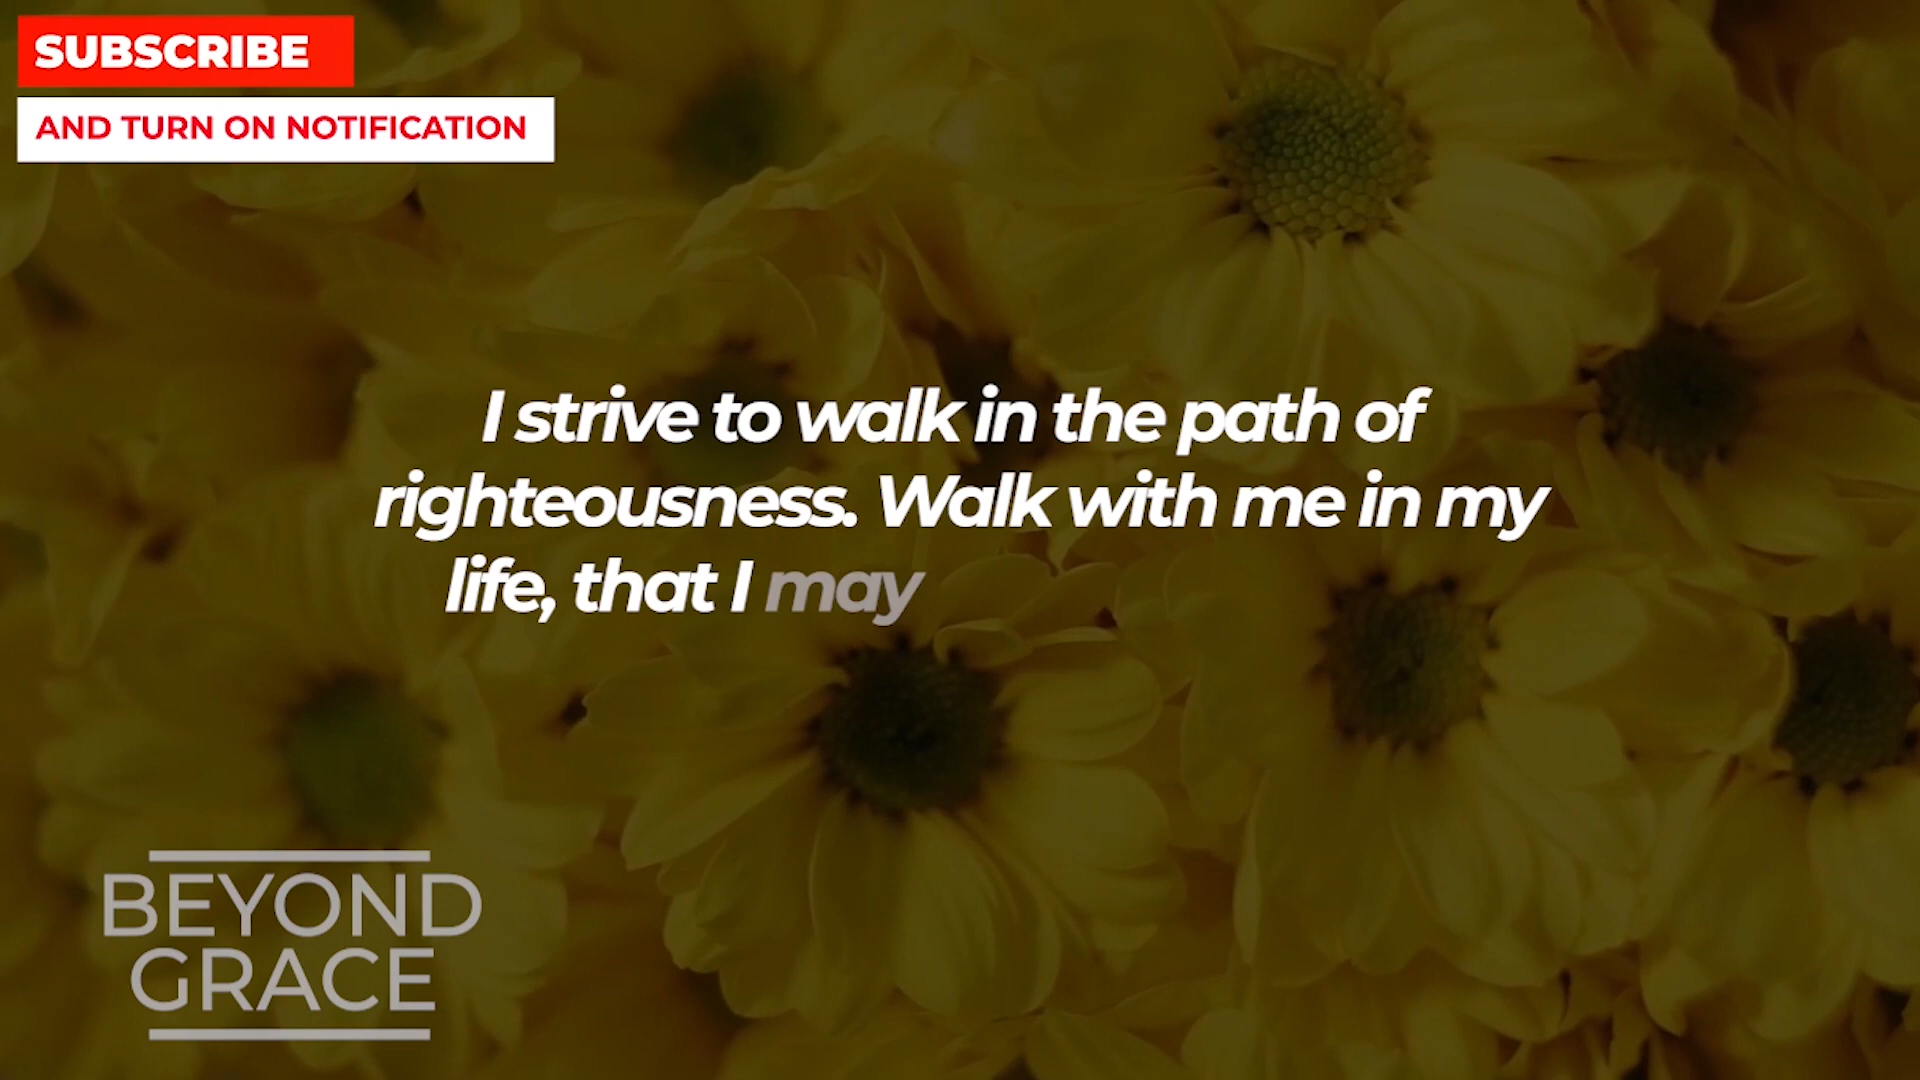 SUBSCRIBE
AND TURN ON NOTIFICATION
I strive to walk in the path of
righteousness. Walk with me in my
life, that I may
BEYOND
GRACE